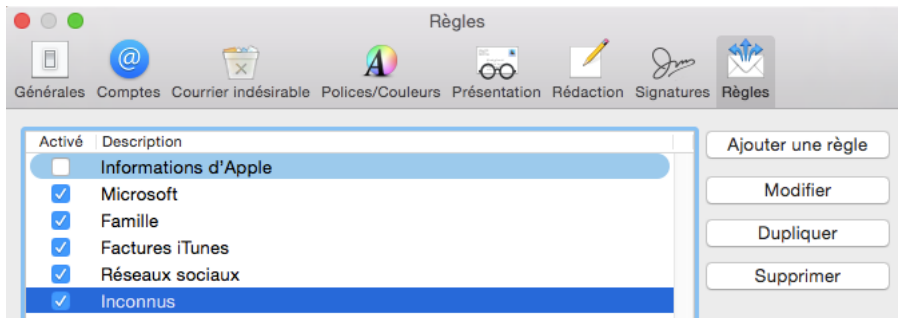 Règles
Générales Comptes Courrier indésirable Polices/Couleurs Présentation Rédaction Signatures Règles
Activé Description
Informations d'Apple
Microsoft
Famille
Factures iTunes
Réseaux sociaux
Inconnus
Ajouter une règle
Modifier
Dupliquer
Supprimer